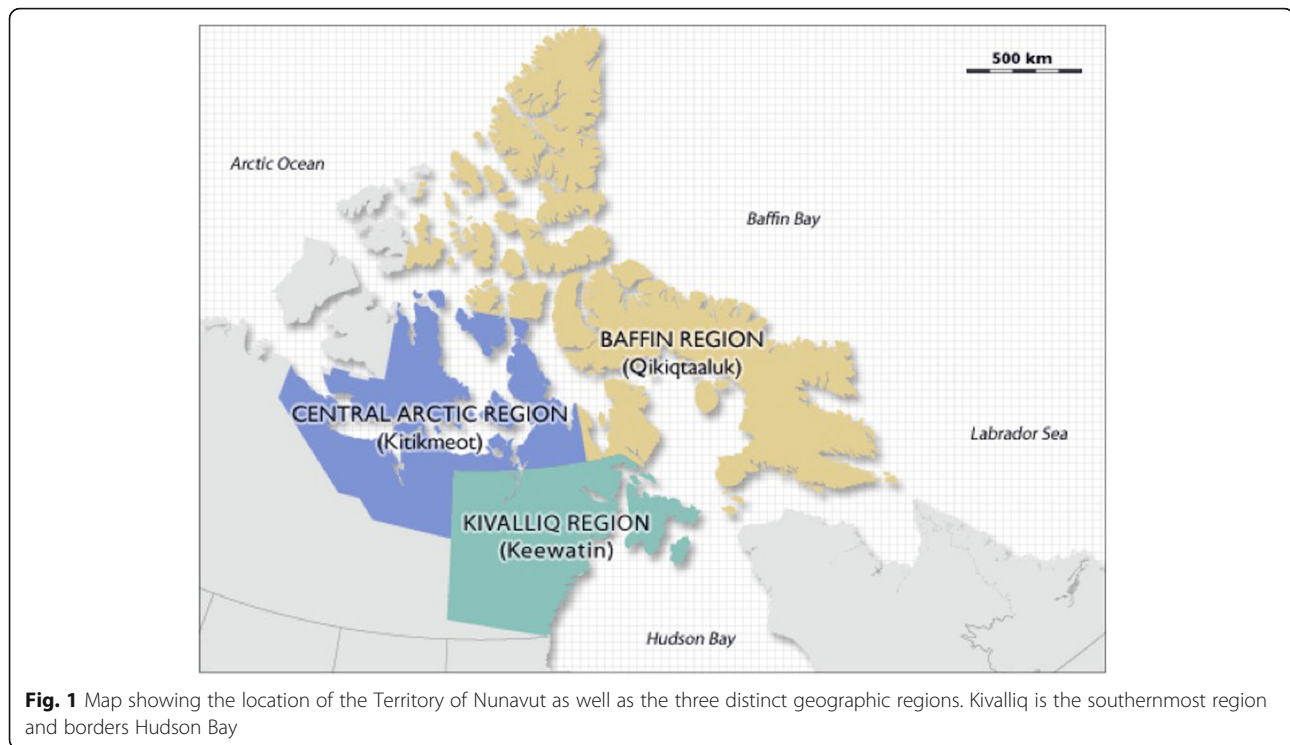 500 km
Arctic Ocean
Baffin Bay
BAFFIN REGION
(Qikiqtaaluk)
CENTRAL ARCTIC REGION
(Kitikmeot)
Labrador Sea
KIVALLIQ REGION
(Keewatin)
Hudson Bay
Fig. 1 Map showing the location of the Territory of Nunavut as well as the three distinct geographic regions. Kivalliq is the southernmost region
and borders Hudson Bay